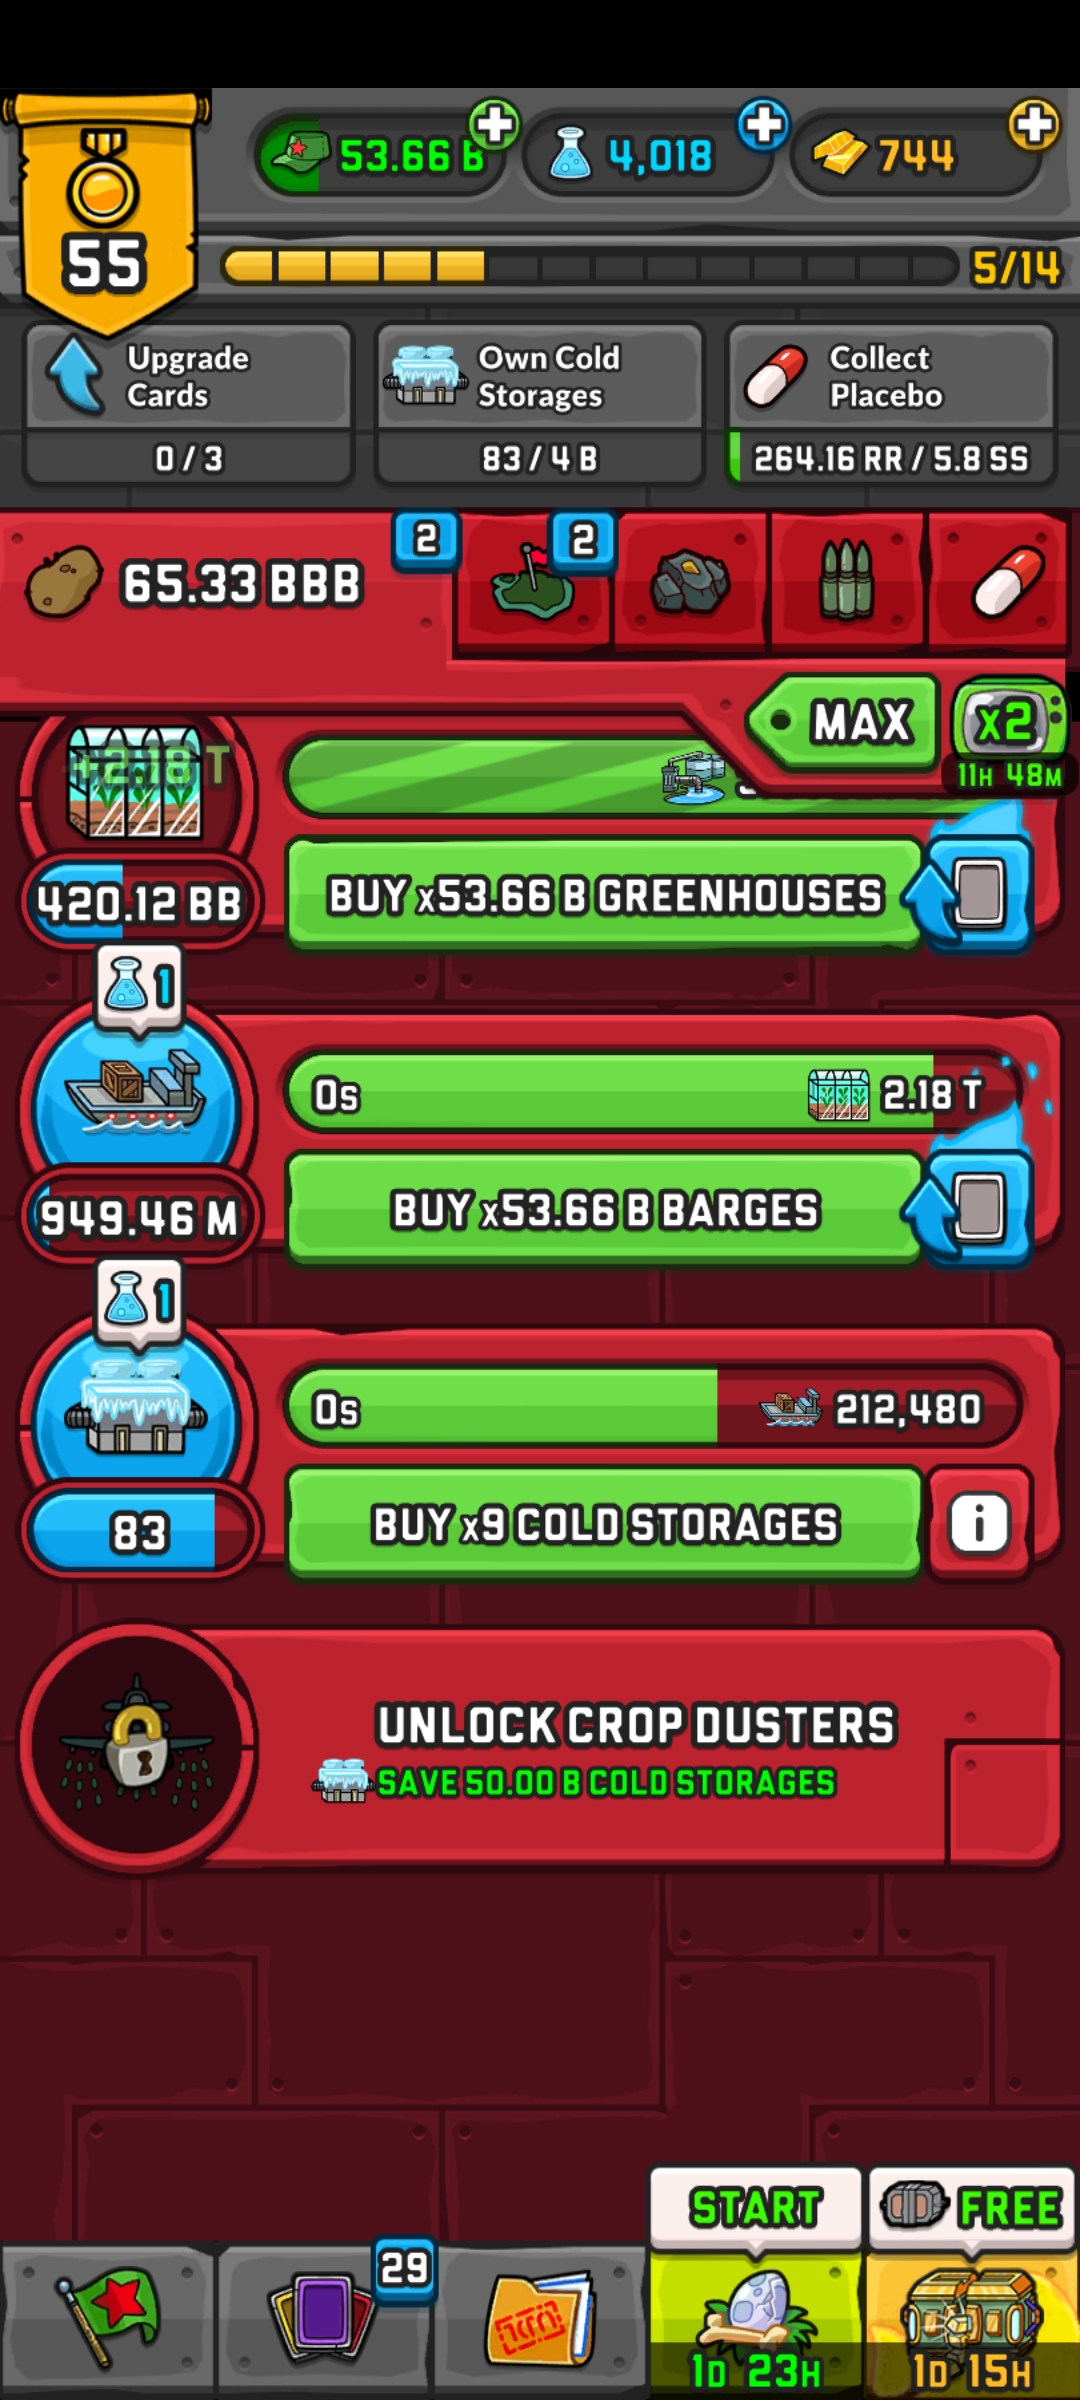 53.66 B
4,018
744
55
5/14
Upgrade
Cards
0 / 3
Own Cold
Storages
83 / 4 B
Collect
Placebo
264.16 RR / 5.8 SS
65.33 BBB
2
2
MAX
x2
11H 48M
+2.18 T
420.12 BB
BUY x53.66 B GREENHOUSES
1
0s
2.18 T
949.46 M
BUY x53.66 B BARGES
1
0s
212,480
83
BUY x9 COLD STORAGES
i
UNLOCK CROP DUSTERS
SAVE 50.00 B COLD STORAGES
START
FREE
29
1D 23H
1D 15H